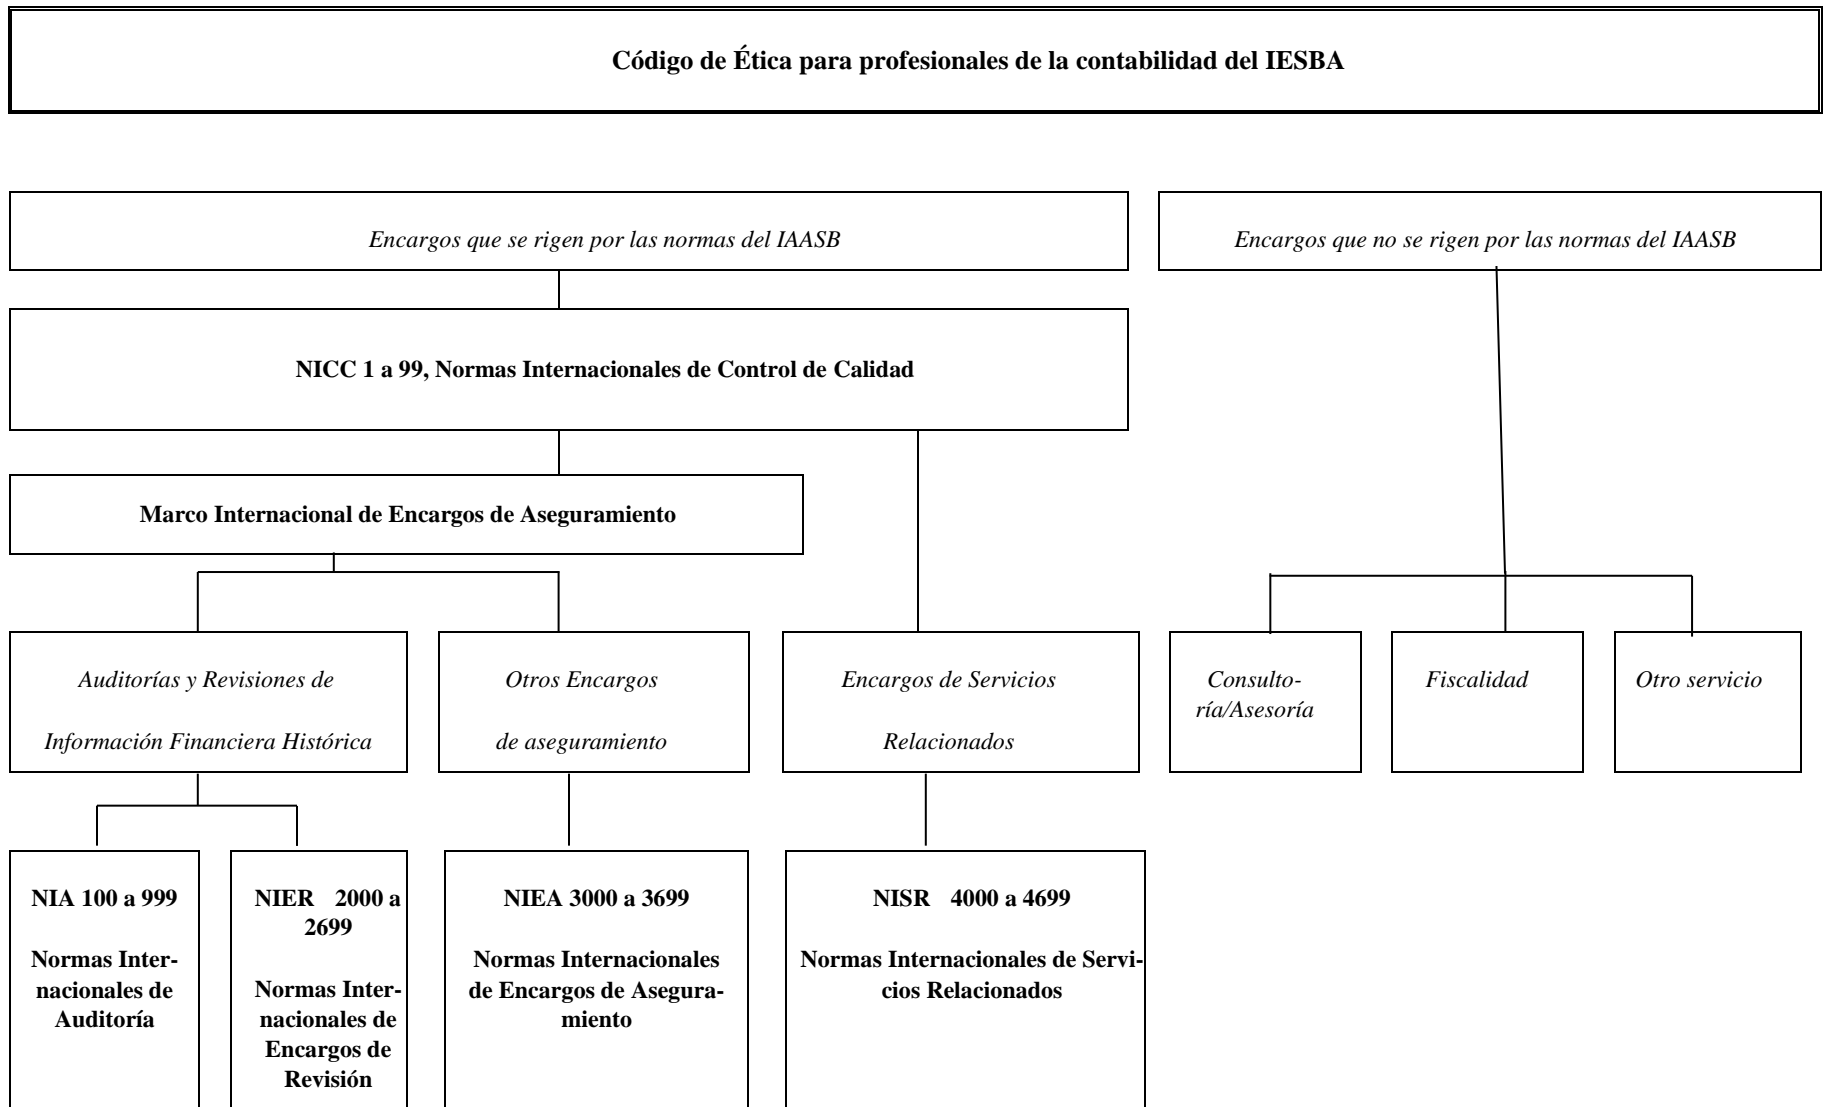 Código de Ética para profesionales de la contabilidad del IESBA
Encargos que se rigen por las normas del IAASB
Encargos que no se rigen por las normas del IAASB
NICC 1 a 99, Normas Internacionales de Control de Calidad
Marco Internacional de Encargos de Aseguramiento
Auditorías y Revisiones de
Información Financiera Histórica
Otros Encargos
de aseguramiento
Encargos de Servicios
Relacionados
Consulto-
ría/Asesoría
Fiscalidad
Otro servicio
NIA 100 a 999
Normas Inter-
nacionales de
Auditoría
NIER 2000 a
2699
Normas Inter-
nacionales de
Encargos de
Revisión
NIEA 3000 a 3699
Normas Internacionales
de Encargos de Asegura-
miento
NISR 4000 a 4699
Normas Internacionales de Servi-
cios Relacionados